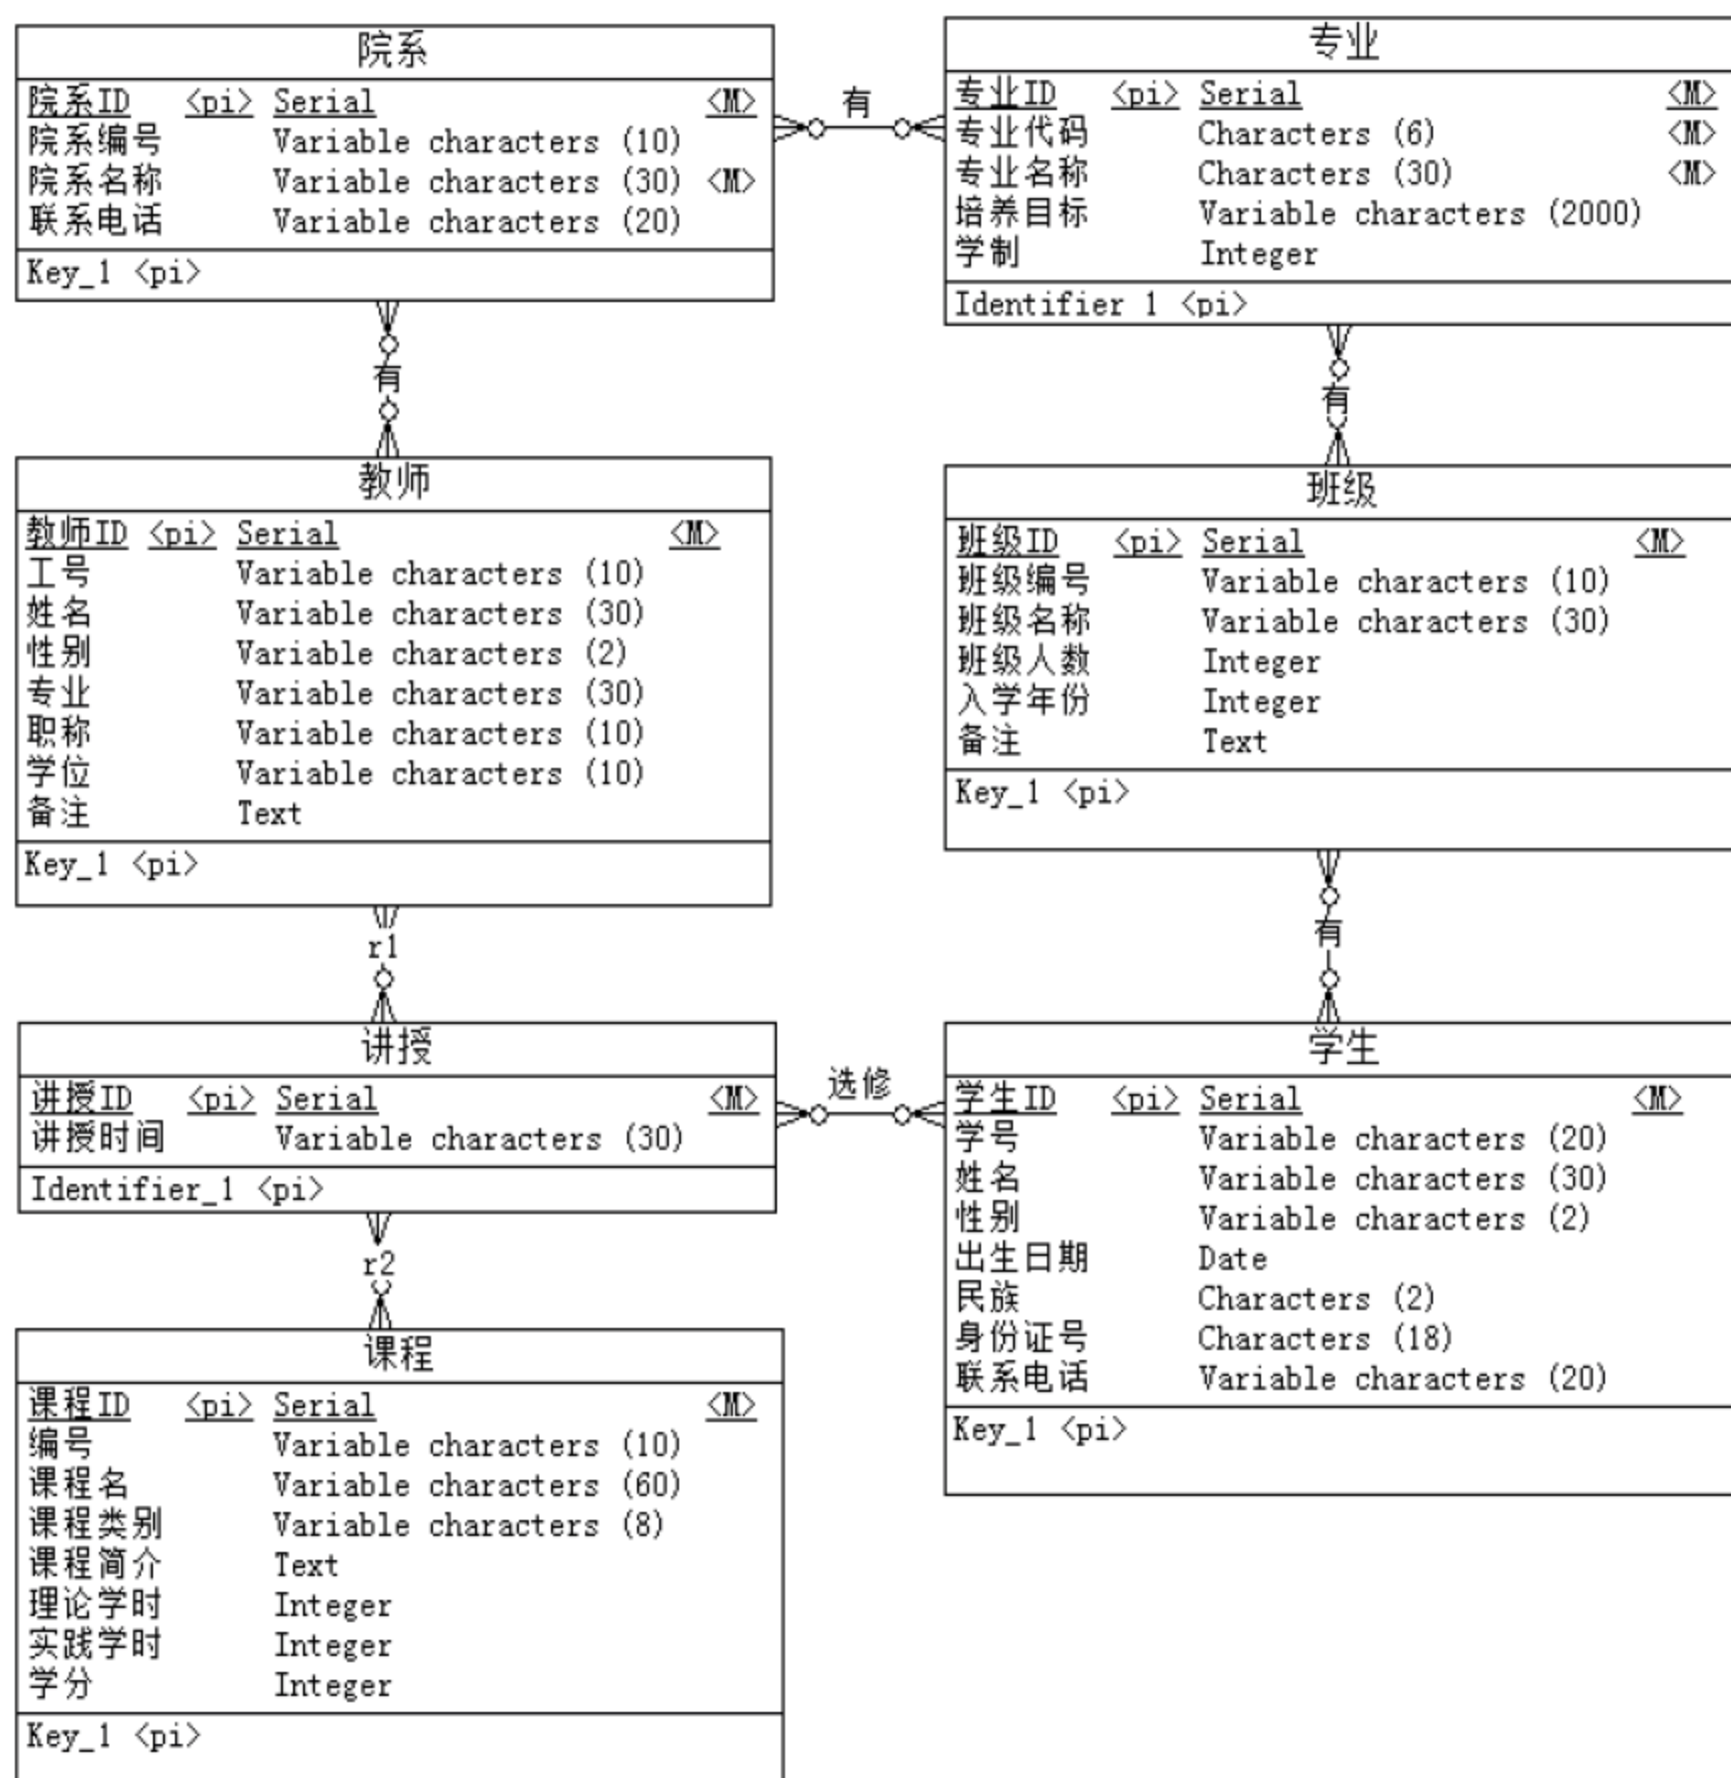 院系
院系ID <pi> Serial <M>
院系编号 Variable characters (10)
院系名称 Variable characters (30) <M>
联系电话 Variable characters (20)
Key_1 <pi>
有
专业
专业ID <pi> Serial <M>
专业代码 Characters (6) <M>
专业名称 Characters (30) <M>
培养目标 Variable characters (2000)
学制 Integer
Identifier 1 <pi>
有
有
教师
教师ID <pi> Serial <M>
工号 Variable characters (10)
姓名 Variable characters (30)
性别 Variable characters (2)
专业 Variable characters (30)
职称 Variable characters (10)
学位 Variable characters (10)
备注 Text
Key_1 <pi>
班级
班级ID <pi> Serial <M>
班级编号 Variable characters (10)
班级名称 Variable characters (30)
班级人数 Integer
入学年份 Integer
备注 Text
Key_1 <pi>
r1
有
讲授
讲授ID <pi> Serial <M>
讲授时间 Variable characters (30)
Identifier_1 <pi>
选修
学生
学生ID <pi> Serial <M>
学号 Variable characters (20)
姓名 Variable characters (30)
性别 Variable characters (2)
出生日期 Date
民族 Characters (2)
身份证号 Characters (18)
联系电话 Variable characters (20)
Key_1 <pi>
r2
课程
课程ID <pi> Serial <M>
编号 Variable characters (10)
课程名 Variable characters (60)
课程类别 Variable characters (8)
课程简介 Text
理论学时 Integer
实践学时 Integer
学分 Integer
Key_1 <pi>